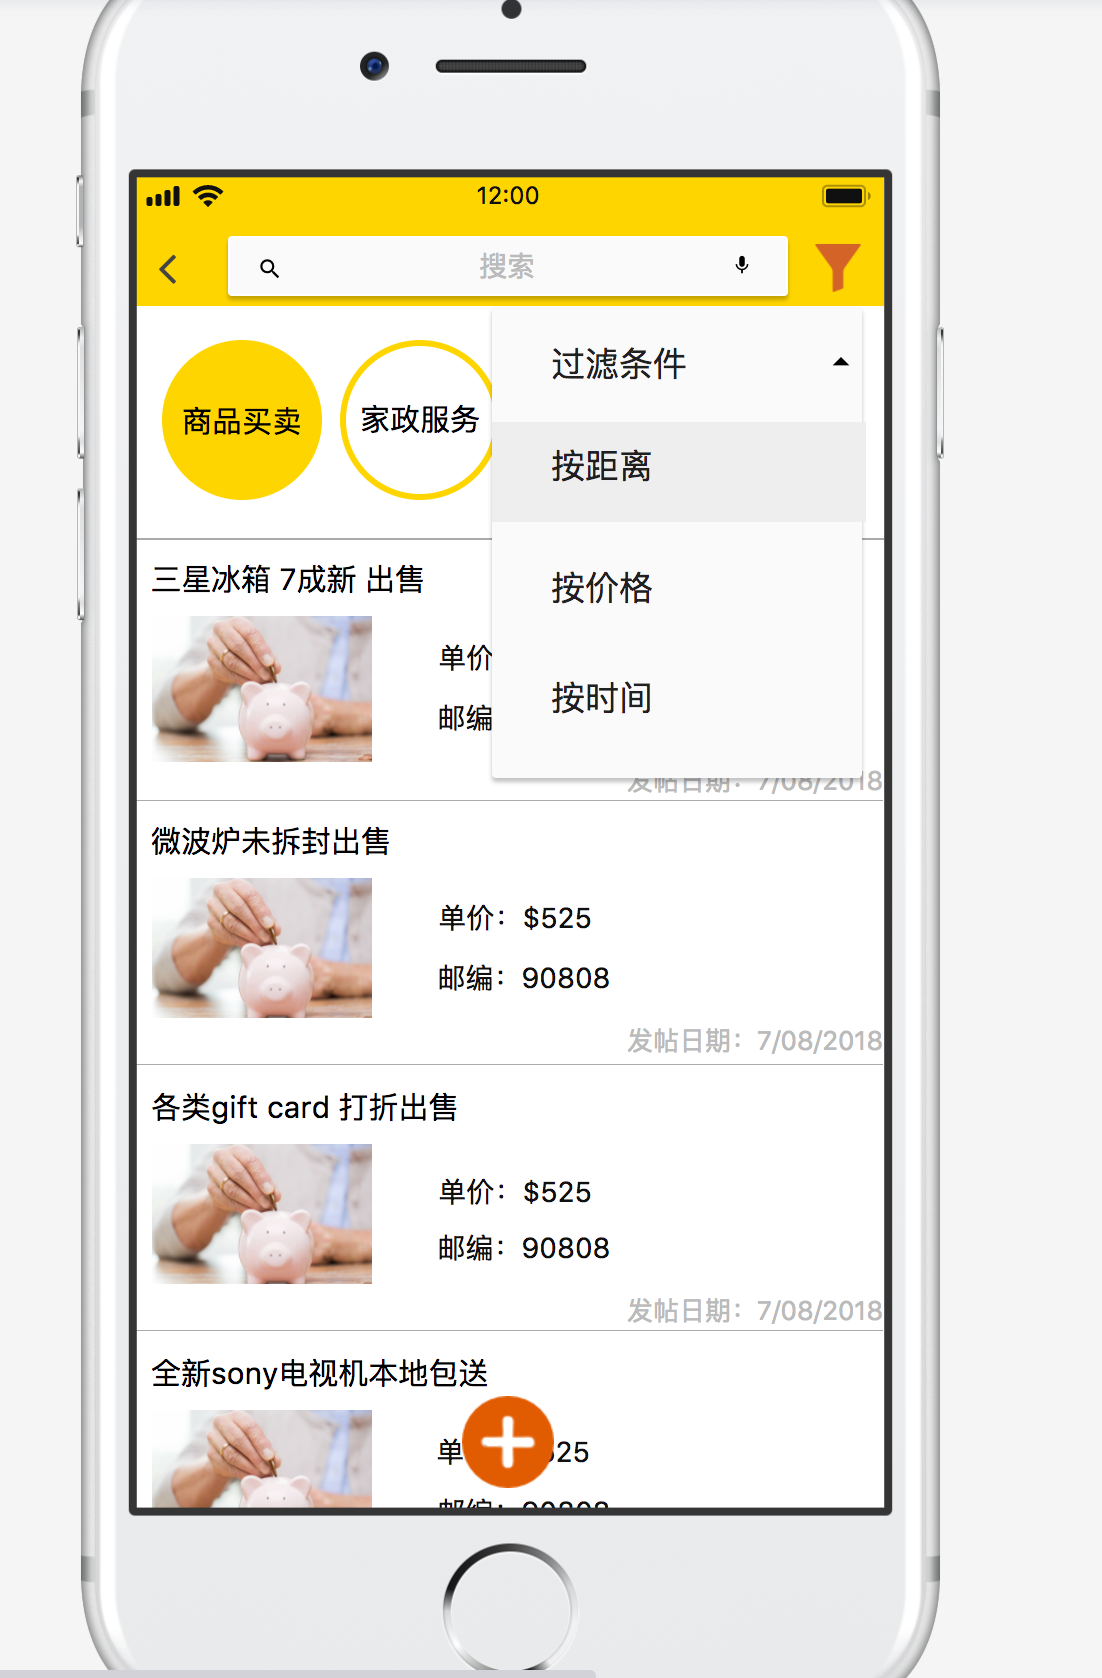 12:00
搜索
过滤条件
商品买卖
家政服务
按距离
按价格
按时间
三星冰箱 7成新 出售
单价
邮编
发帖日期：7/08/2018
微波炉未拆封出售
单价：$525
邮编：90808
发帖日期：7/08/2018
各类gift card 打折出售
单价：$525
邮编：90808
发帖日期：7/08/2018
全新sony电视机本地包送
单 525
邮编：90808